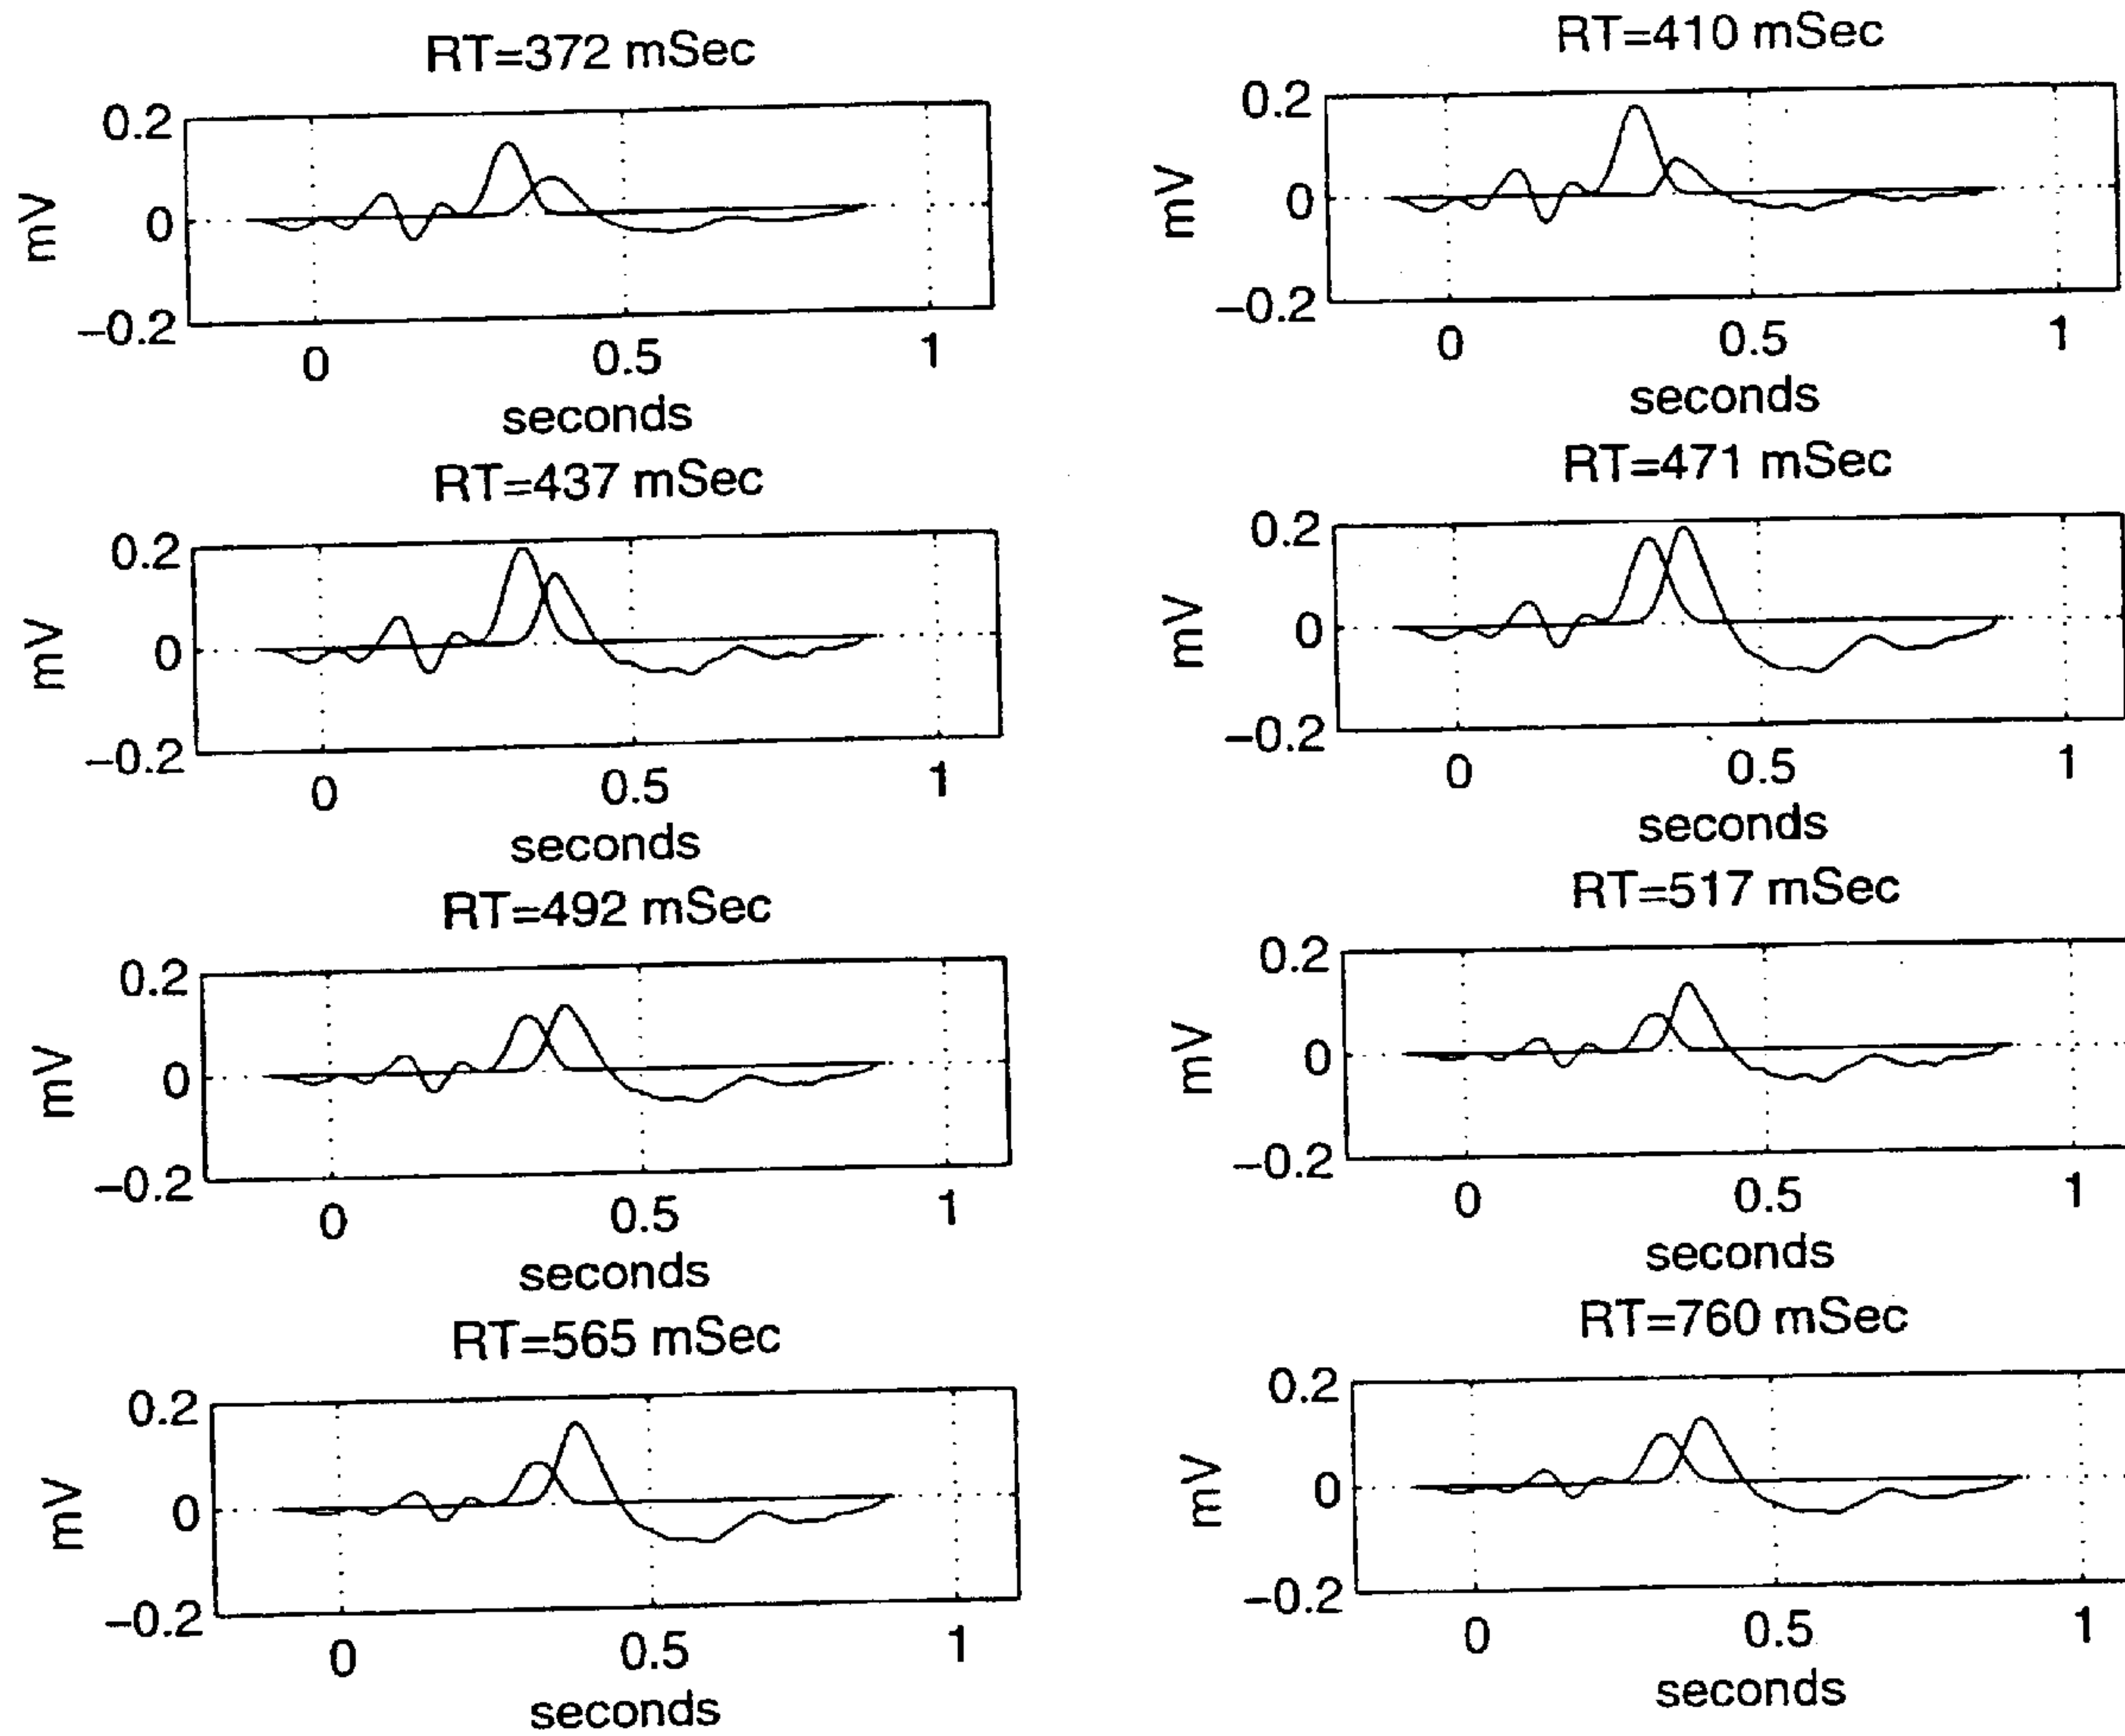 RT=372 mSec
0.2
0
−0.2
mV
0 0.5 1
seconds
RT=410 mSec
0.2
0
−0.2
mV
0 0.5 1
seconds
RT=437 mSec
0.2
0
−0.2
mV
0 0.5 1
seconds
RT=471 mSec
0.2
0
−0.2
mV
0 0.5 1
seconds
RT=492 mSec
0.2
0
−0.2
mV
0 0.5 1
seconds
RT=517 mSec
0.2
0
−0.2
mV
0 0.5 1
seconds
RT=565 mSec
0.2
0
−0.2
mV
0 0.5 1
seconds
RT=760 mSec
0.2
0
−0.2
mV
0 0.5 1
seconds